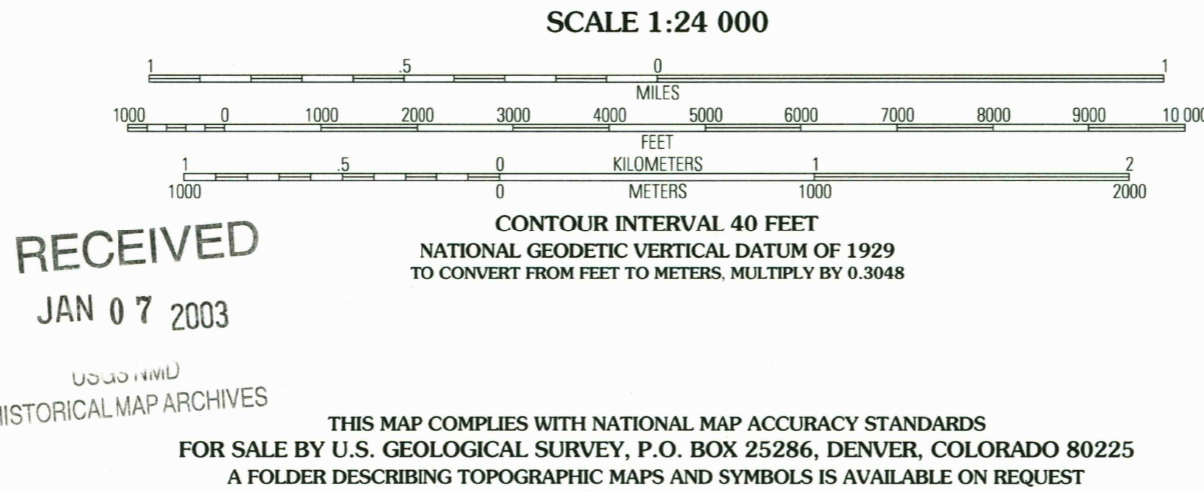 SCALE 1:24 000
1 .5 0 1
MILES
1000 0 1000 2000 3000 4000 5000 6000 7000 8000 9000 10 000
FEET
1 .5 0 KILOMETERS 1 2
1000 0 METERS 1000 2000
CONTOUR INTERVAL 40 FEET
NATIONAL GEODETIC VERTICAL DATUM OF 1929
TO CONVERT FROM FEET TO METERS, MULTIPLY BY 0.3048
RECEIVED
JAN 07 2003
USGS NMD
HISTORICAL MAP ARCHIVES
THIS MAP COMPLIES WITH NATIONAL MAP ACCURACY STANDARDS
FOR SALE BY U.S. GEOLOGICAL SURVEY, P.O. BOX 25286, DENVER, COLORADO 80225
A FOLDER DESCRIBING TOPOGRAPHIC MAPS AND SYMBOLS IS AVAILABLE ON REQUEST